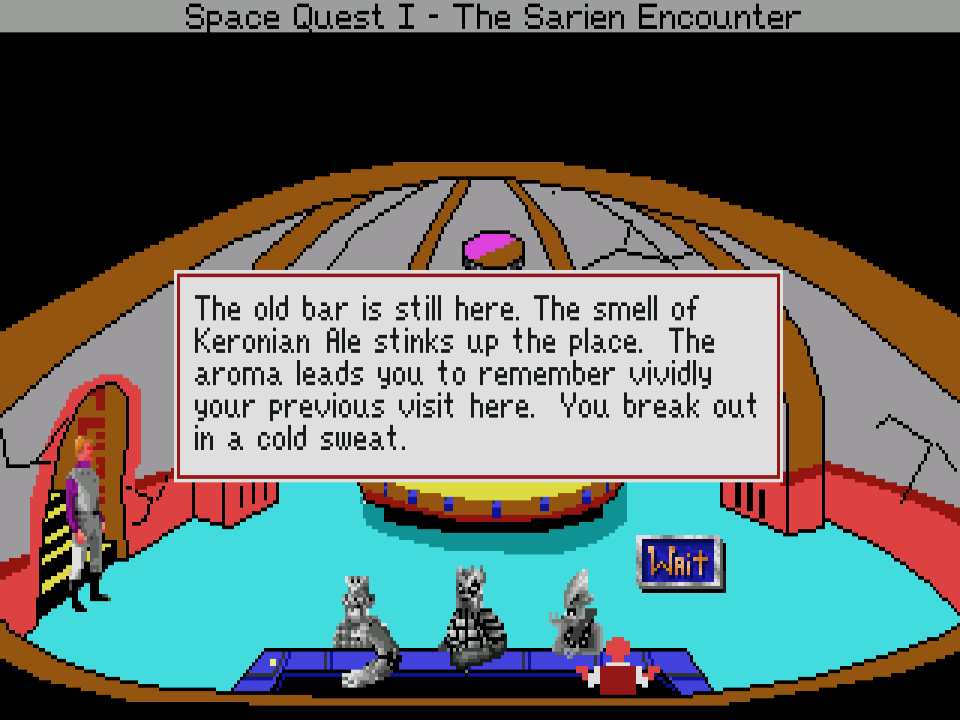 Space Quest I - The Sarien Encounter
The old bar is still here. The smell of
Keronian Ale stinks up the place.  The
aroma leads you to remember vividly
your previous visit here.  You break out
in a cold sweat.
Wait